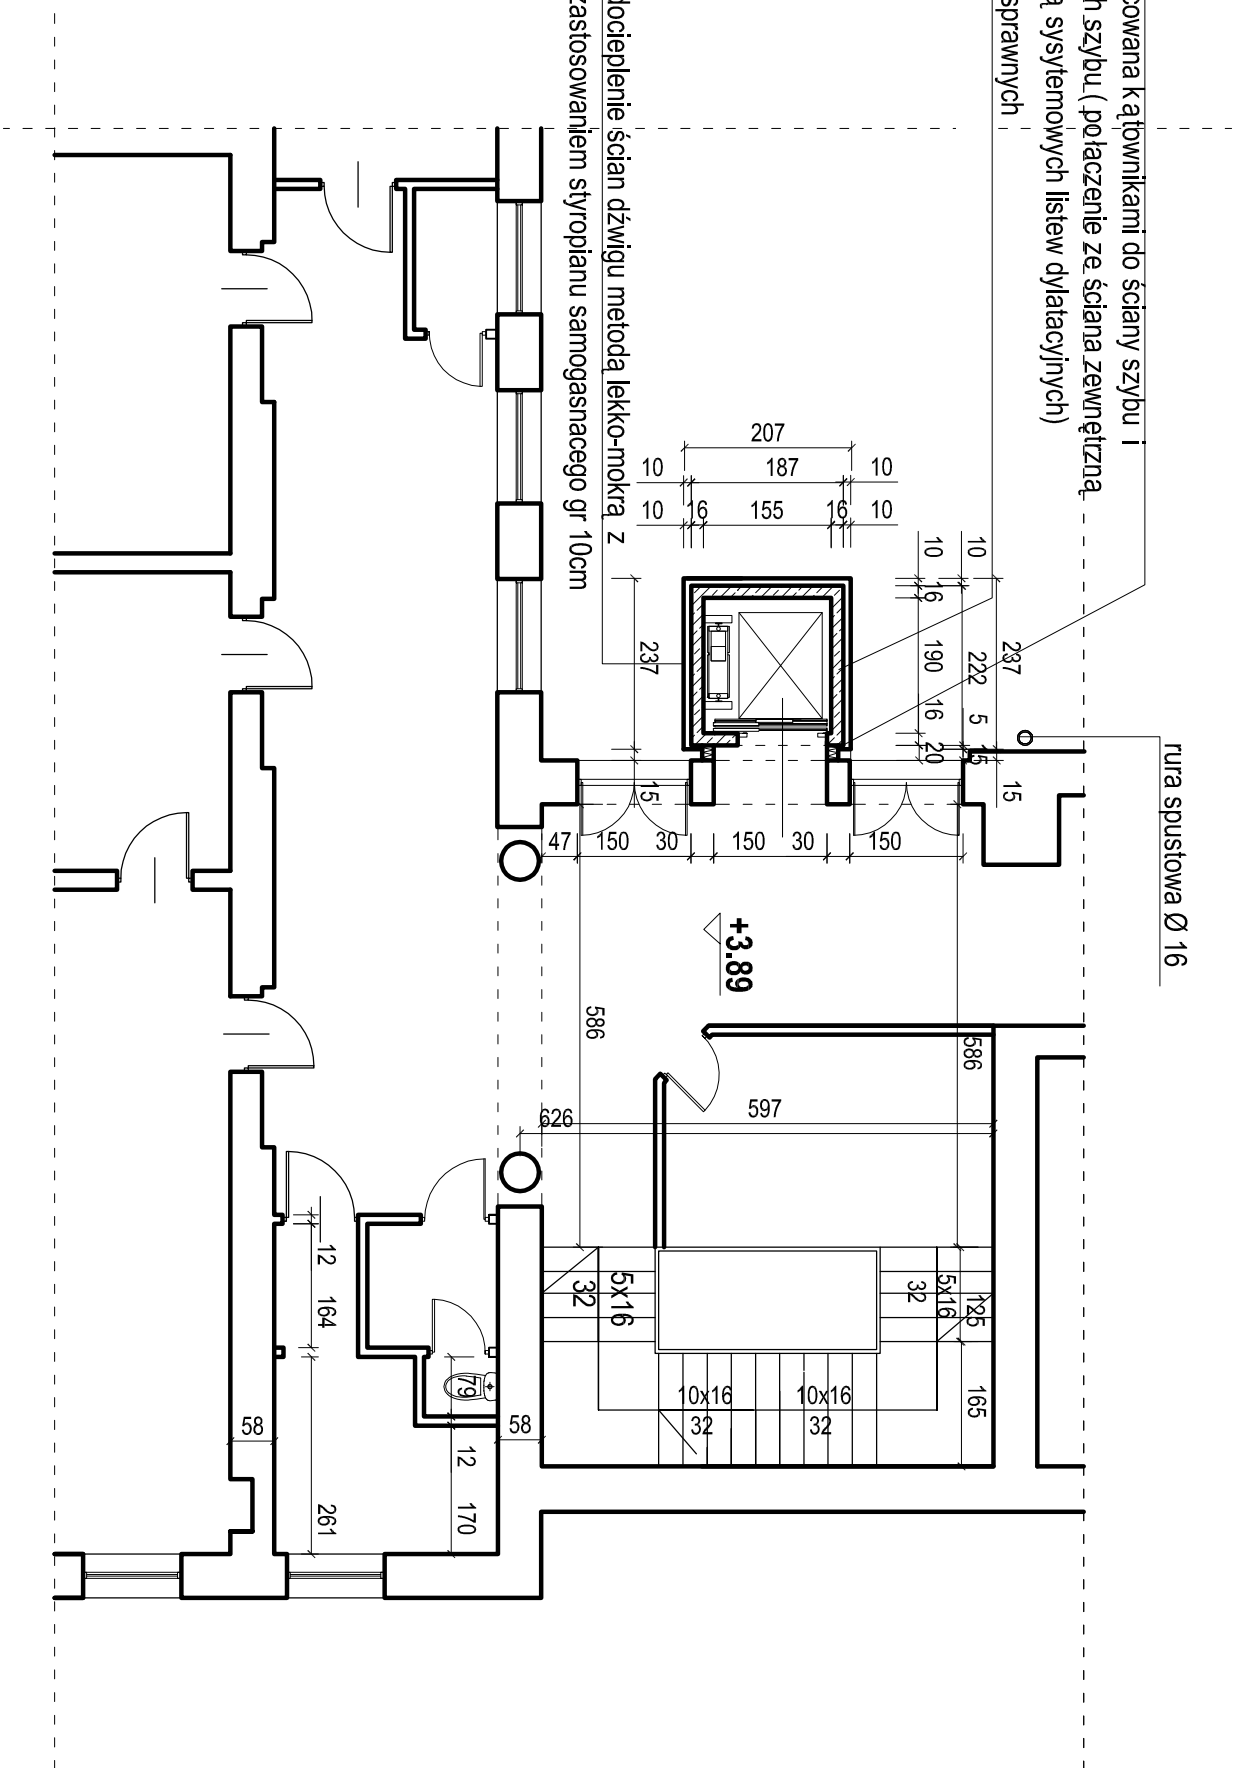 cowana kątownikami do ściany szybu i
h szybu ( połaczenie ze ściana zewnętrzną
ą sysytemowych listew dylatacyjnych)
sprawnych
docieplenie ścian dźwigu metodą lekko-mokrą z
zastosowaniem styropianu samogasnacego gr 10cm
rura spustowa Ø 16
207
10 187 10
10 16 155 16 10
10 16 190 16 20
10 222 5 15
237 15
237 15
47 150 30 150 30 150
+3.89
586
586
597
626
5x16
32
5x16
32
125
165
10x16
32
10x16
32
12 164
261
79
12 170
58
58